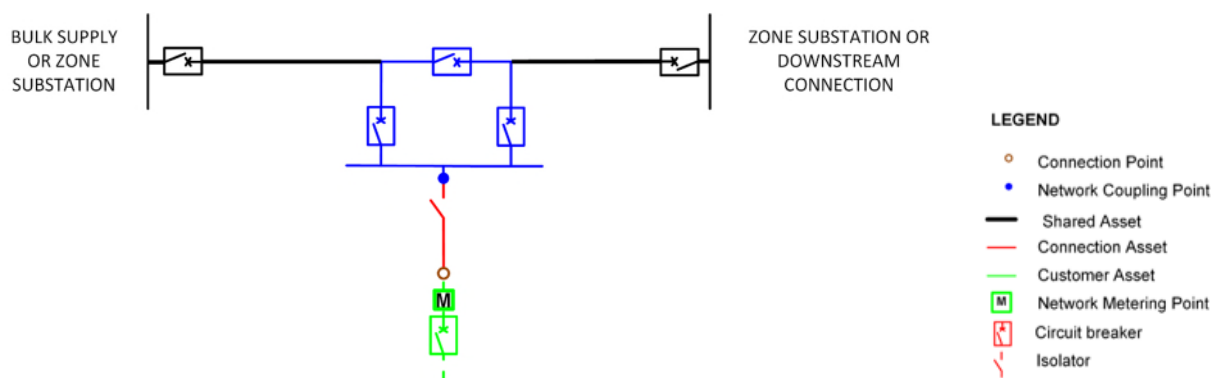 BULK SUPPLY
OR ZONE
SUBSTATION
ZONE SUBSTATION OR
DOWNSTREAM
CONNECTION
M
LEGEND
Connection Point
Network Coupling Point
Shared Asset
Connection Asset
Customer Asset
M Network Metering Point
Circuit breaker
Isolator